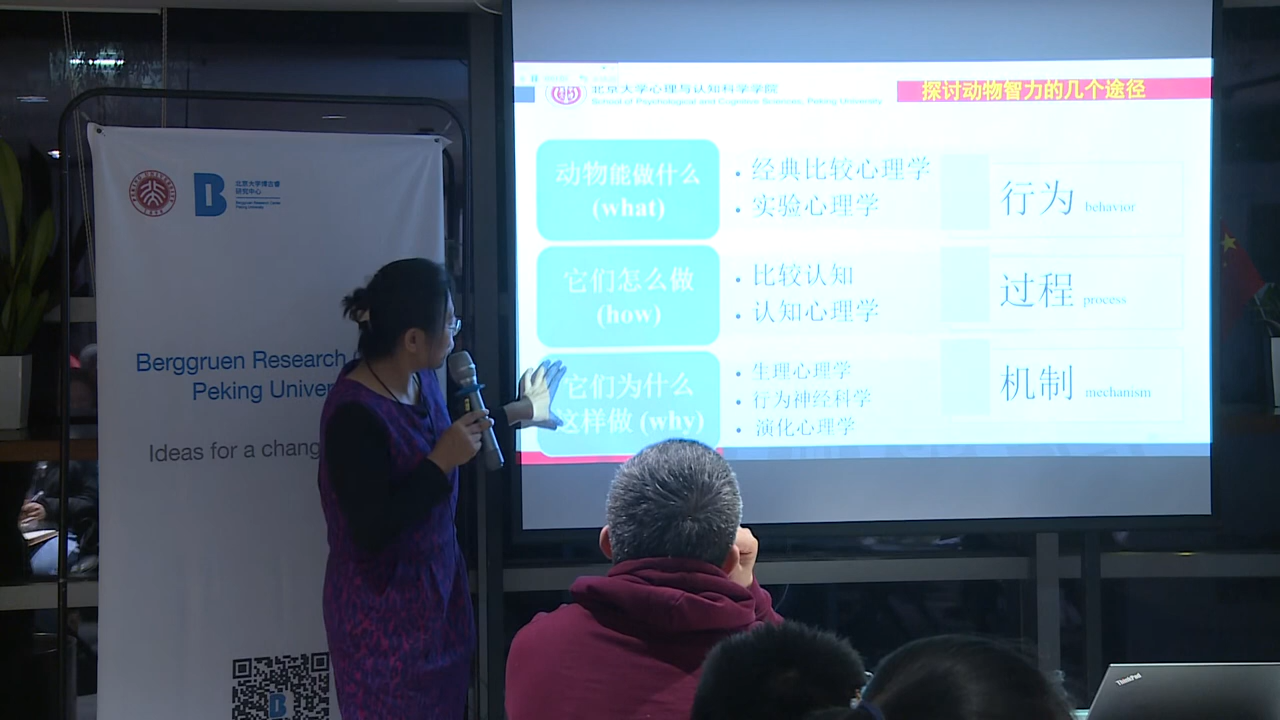 北京大学心理与认知科学学院
School of Psychological and Cognitive Sciences, Peking University
探讨动物智力的几个途径
动物能做什么
(what)
• 经典比较心理学
• 实验心理学
行为 behavior
它们怎么做
(how)
• 比较认知
• 认知心理学
过程 process
它们为什么
这样做 (why)
• 生理心理学
• 行为神经科学
• 演化心理学
机制 mechanism
B
北京大学博古睿
研究中心
Berggruen Research Center
Peking University
Berggruen Research
Peking Univer
Ideas for a chang
B
ThinkPad